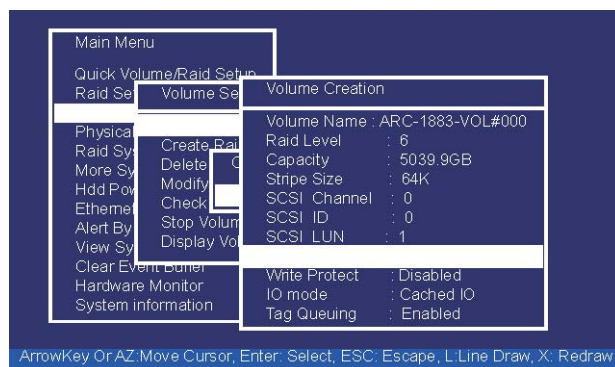 Main Menu
Quick Volume/Raid Setup
Raid Se
Physical
Raid Sys
More Sy
Hdd Pow
Ethernet
Alert By
View Sy
Clear Event Buffer
Hardware Monitor
System information
Volume Se
Create Rai
Delete
Modify
Check
Stop Volum
Display Vol
C
Volume Creation
Volume Name : ARC-1883-VOL#000
Raid Level : 6
Capacity : 5039.9GB
Stripe Size : 64K
SCSI Channel : 0
SCSI ID : 0
SCSI LUN : 1
Write Protect : Disabled
IO mode : Cached IO
Tag Queuing : Enabled
ArrowKey Or AZ:Move Cursor, Enter: Select, ESC: Escape, L:Line Draw, X: Redraw